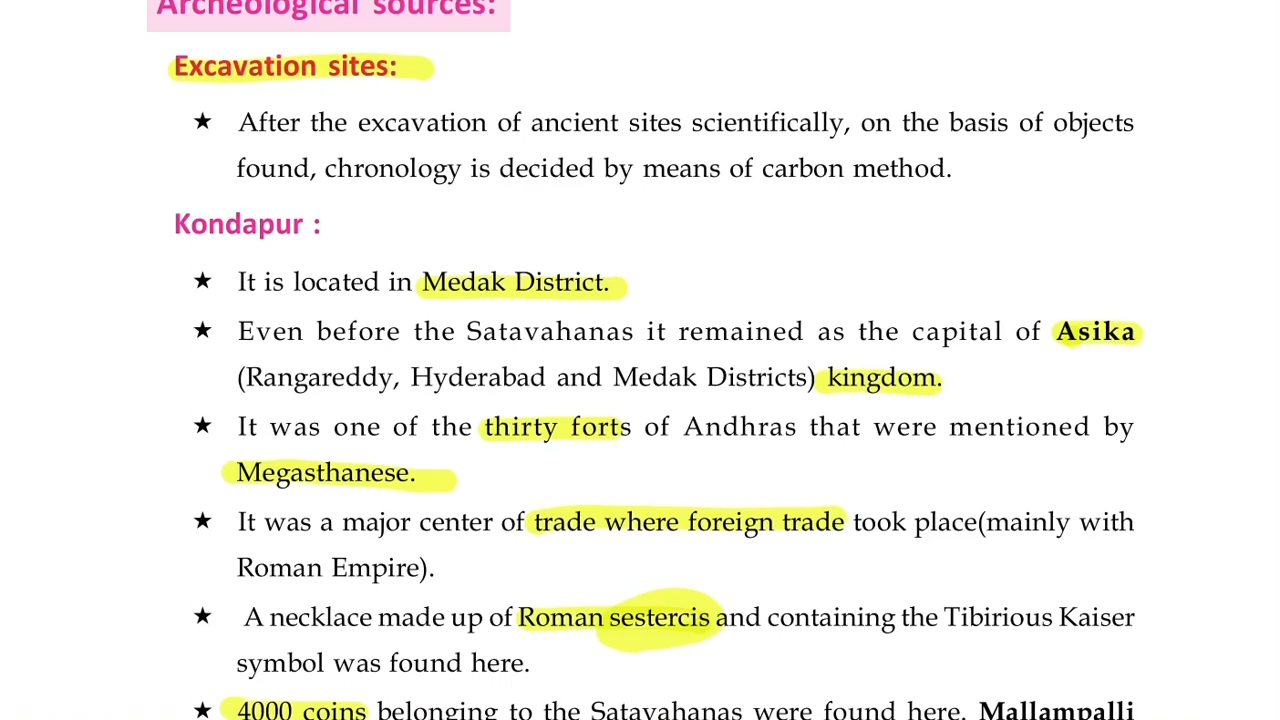 Archeological sources:
Excavation sites:
★ After the excavation of ancient sites scientifically, on the basis of objects
found, chronology is decided by means of carbon method.
Kondapur :
★ It is located in Medak District.
★ Even before the Satavahanas it remained as the capital of Asika
(Rangareddy, Hyderabad and Medak Districts) kingdom.
★ It was one of the thirty forts of Andhras that were mentioned by
Megasthanese.
★ It was a major center of trade where foreign trade took place(mainly with
Roman Empire).
★ A necklace made up of Roman sestercis and containing the Tibirious Kaiser
symbol was found here.
★ 4000 coins belonging to the Satavahanas were found here. Mallampalli